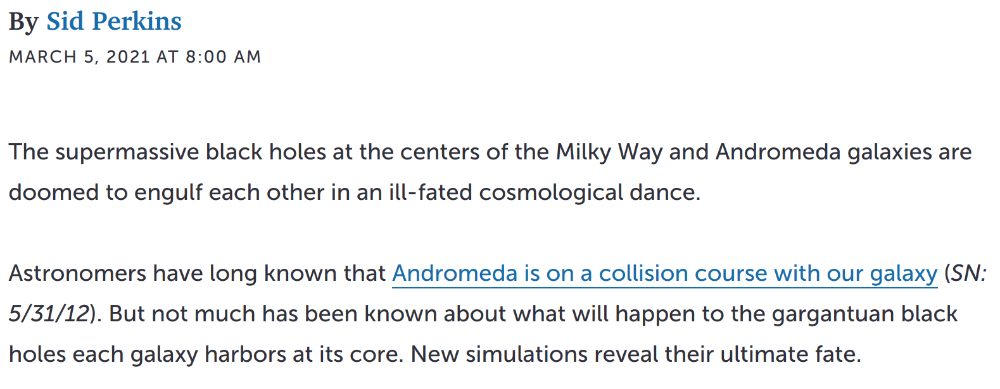 By Sid Perkins
MARCH 5, 2021 AT 8:00 AM
The supermassive black holes at the centers of the Milky Way and Andromeda galaxies are
doomed to engulf each other in an ill-fated cosmological dance.
Astronomers have long known that Andromeda is on a collision course with our galaxy (SN:
5/31/12). But not much has been known about what will happen to the gargantuan black
holes each galaxy harbors at its core. New simulations reveal their ultimate fate.